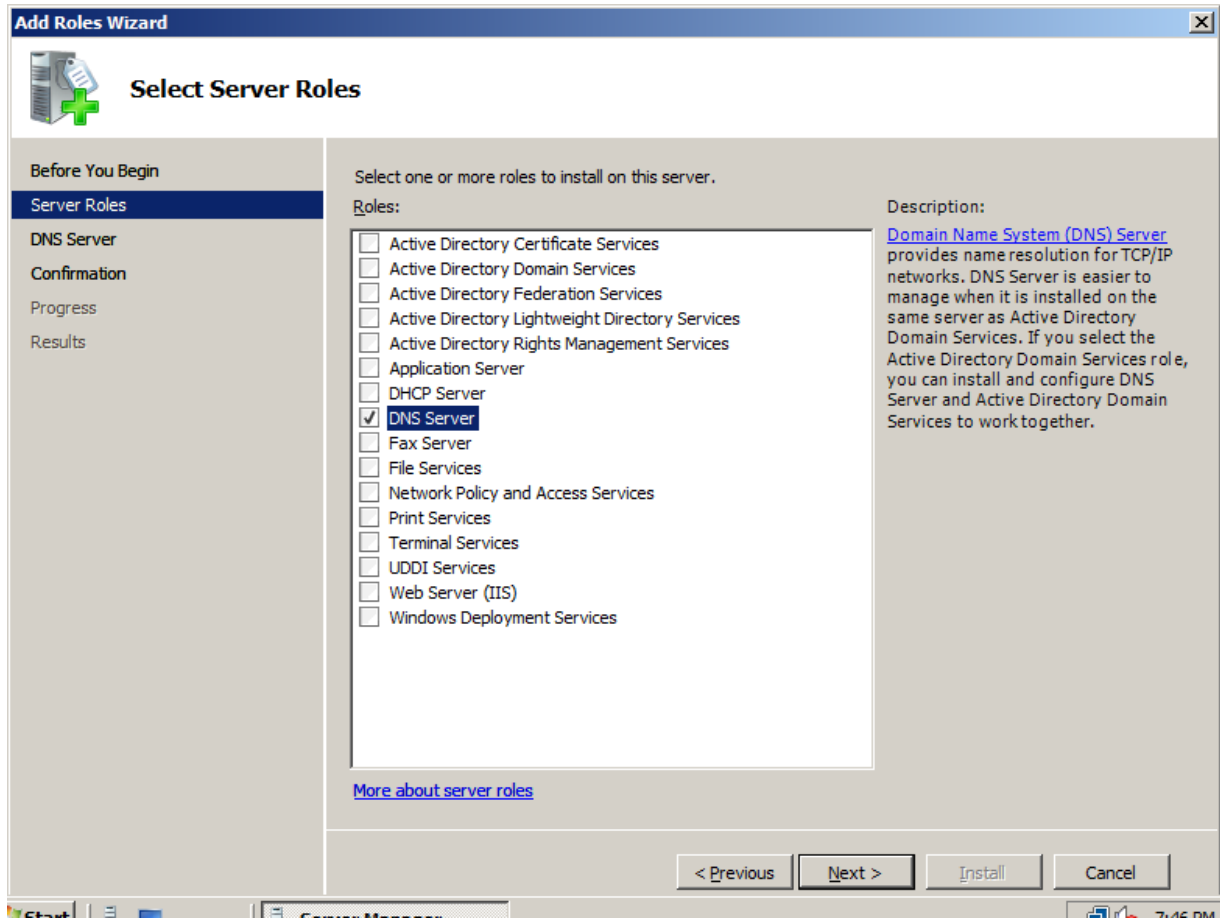 Add Roles Wizard
Select Server Roles
Before You Begin
Server Roles
DNS Server
Confirmation
Progress
Results
Select one or more roles to install on this server.
Roles:
Active Directory Certificate Services
Active Directory Domain Services
Active Directory Federation Services
Active Directory Lightweight Directory Services
Active Directory Rights Management Services
Application Server
DHCP Server
DNS Server
Fax Server
File Services
Network Policy and Access Services
Print Services
Terminal Services
UDDI Services
Web Server (IIS)
Windows Deployment Services
More about server roles
Description:
Domain Name System (DNS) Server
provides name resolution for TCP/IP
networks. DNS Server is easier to
manage when it is installed on the
same server as Active Directory
Domain Services. If you select the
Active Directory Domain Services role,
you can install and configure DNS
Server and Active Directory Domain
Services to work together.
< Previous
Next >
Install
Cancel
Start
Server Manager
7:46 PM